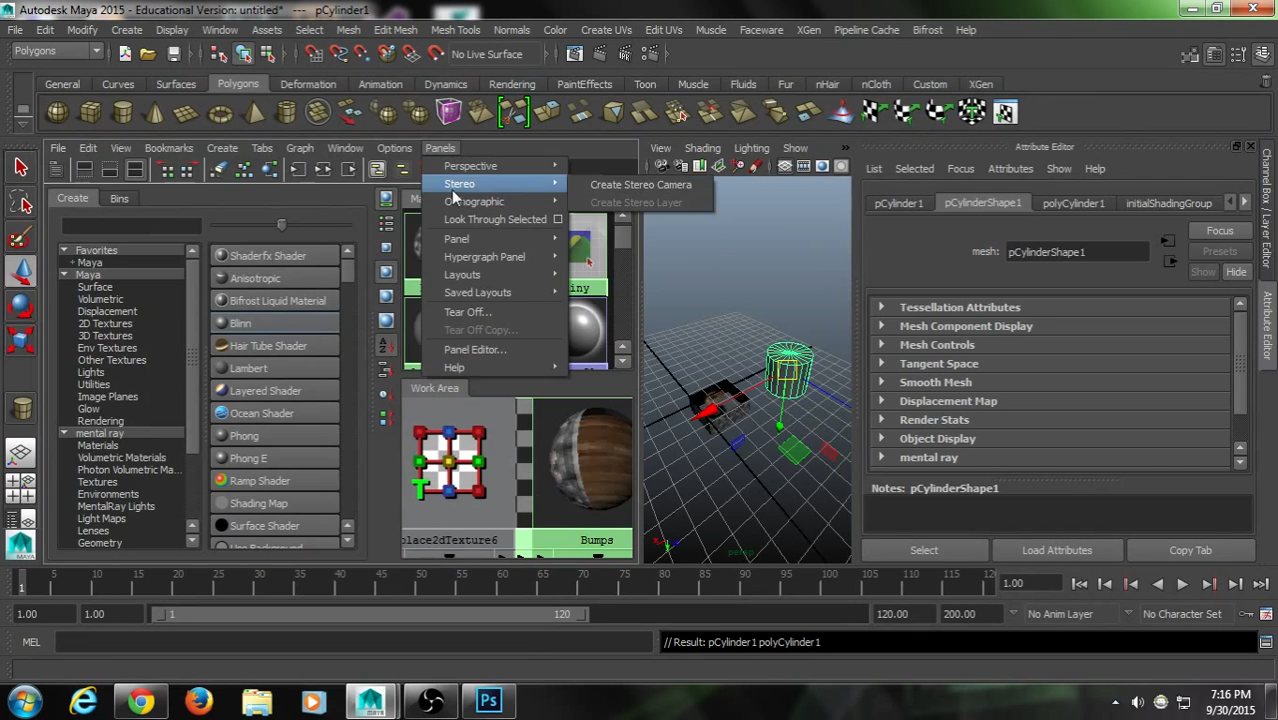 Autodesk Maya 2015 - Educational Version: untitled* --- pCylinder1
File Edit Modify Create Display Window Assets Select Mesh Edit Mesh Mesh Tools Normals Color Create UVs Edit UVs Muscle Faceware XGen Pipeline Cache Bifrost Help
Polygons
No Live Surface
General Curves Surfaces Polygons Deformation Animation Dynamics Rendering PaintEffects Toon Muscle Fluids Fur nHair nCloth Custom XGen
File Edit View Bookmarks Create Tabs Graph Window Options Panels
Perspective
Stereo
Orthographic
Look Through Selected
Panel
Hypergraph Panel
Layouts
Saved Layouts
Tear Off...
Tear Off Copy...
Panel Editor...
Help
Create Stereo Camera
Create Stereo Layer
Create Bins
Favorites
Maya
Maya
Surface
Volumetric
Displacement
2D Textures
3D Textures
Env Textures
Other Textures
Lights
Utilities
Image Planes
Glow
Rendering
mental ray
Materials
Volumetric Materials
Photon Volumetric Ma...
Textures
Environments
MentalRay Lights
Light Maps
Lenses
Geometry
Shaderfx Shader
Anisotropic
Bifrost Liquid Material
Blinn
Hair Tube Shader
Lambert
Layered Shader
Ocean Shader
Phong
Phong E
Ramp Shader
Shading Map
Surface Shader
Use Background
Work Area
place2dTexture6
Bumps
View Shading Lighting Show
persp
Attribute Editor
List Selected Focus Attributes Show Help
pCylinder1 pCylinderShape1 polyCylinder1 initialShadingGroup
mesh: pCylinderShape1
Focus
Presets
Show Hide
Tessellation Attributes
Mesh Component Display
Mesh Controls
Tangent Space
Smooth Mesh
Displacement Map
Render Stats
Object Display
mental ray
Notes: pCylinderShape1
Select Load Attributes Copy Tab
Attribute Editor
Channel Box / Layer Editor
5 10 15 20 25 30 35 40 45 50 55 60 65 70 75 80 85 90 95 100 105 110 115 120
1
1.00
1.00 1.00 1 120 120.00 200.00 No Anim Layer No Character Set
MEL // Result: pCylinder1 polyCylinder1
Ps
7:16 PM
9/30/2015